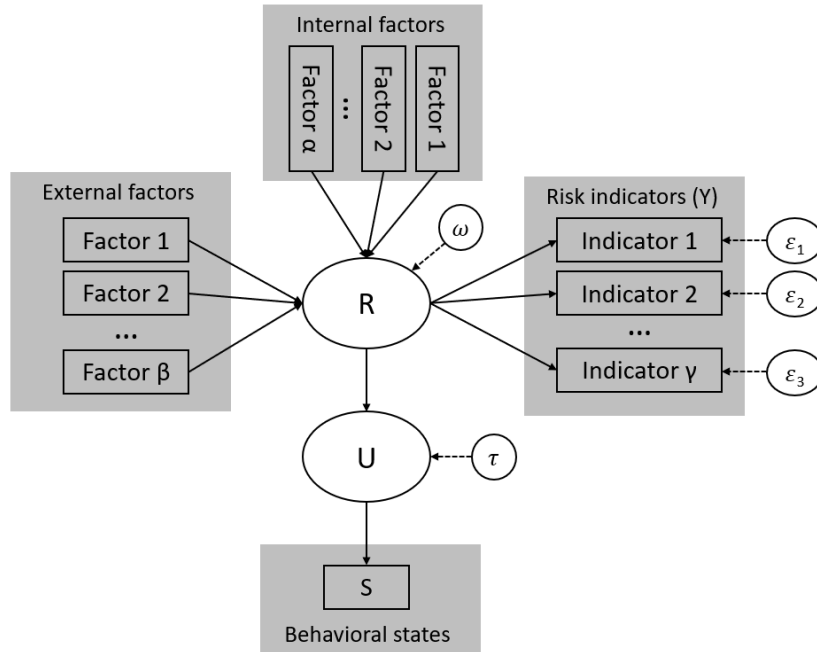 Internal factors
Factor α
...
Factor 2
Factor 1
External factors
Factor 1
Factor 2
...
Factor β
Risk indicators (Y)
Indicator 1
Indicator 2
...
Indicator γ
ω
ε₁
ε₂
ε₃
R
U
τ
S
Behavioral states